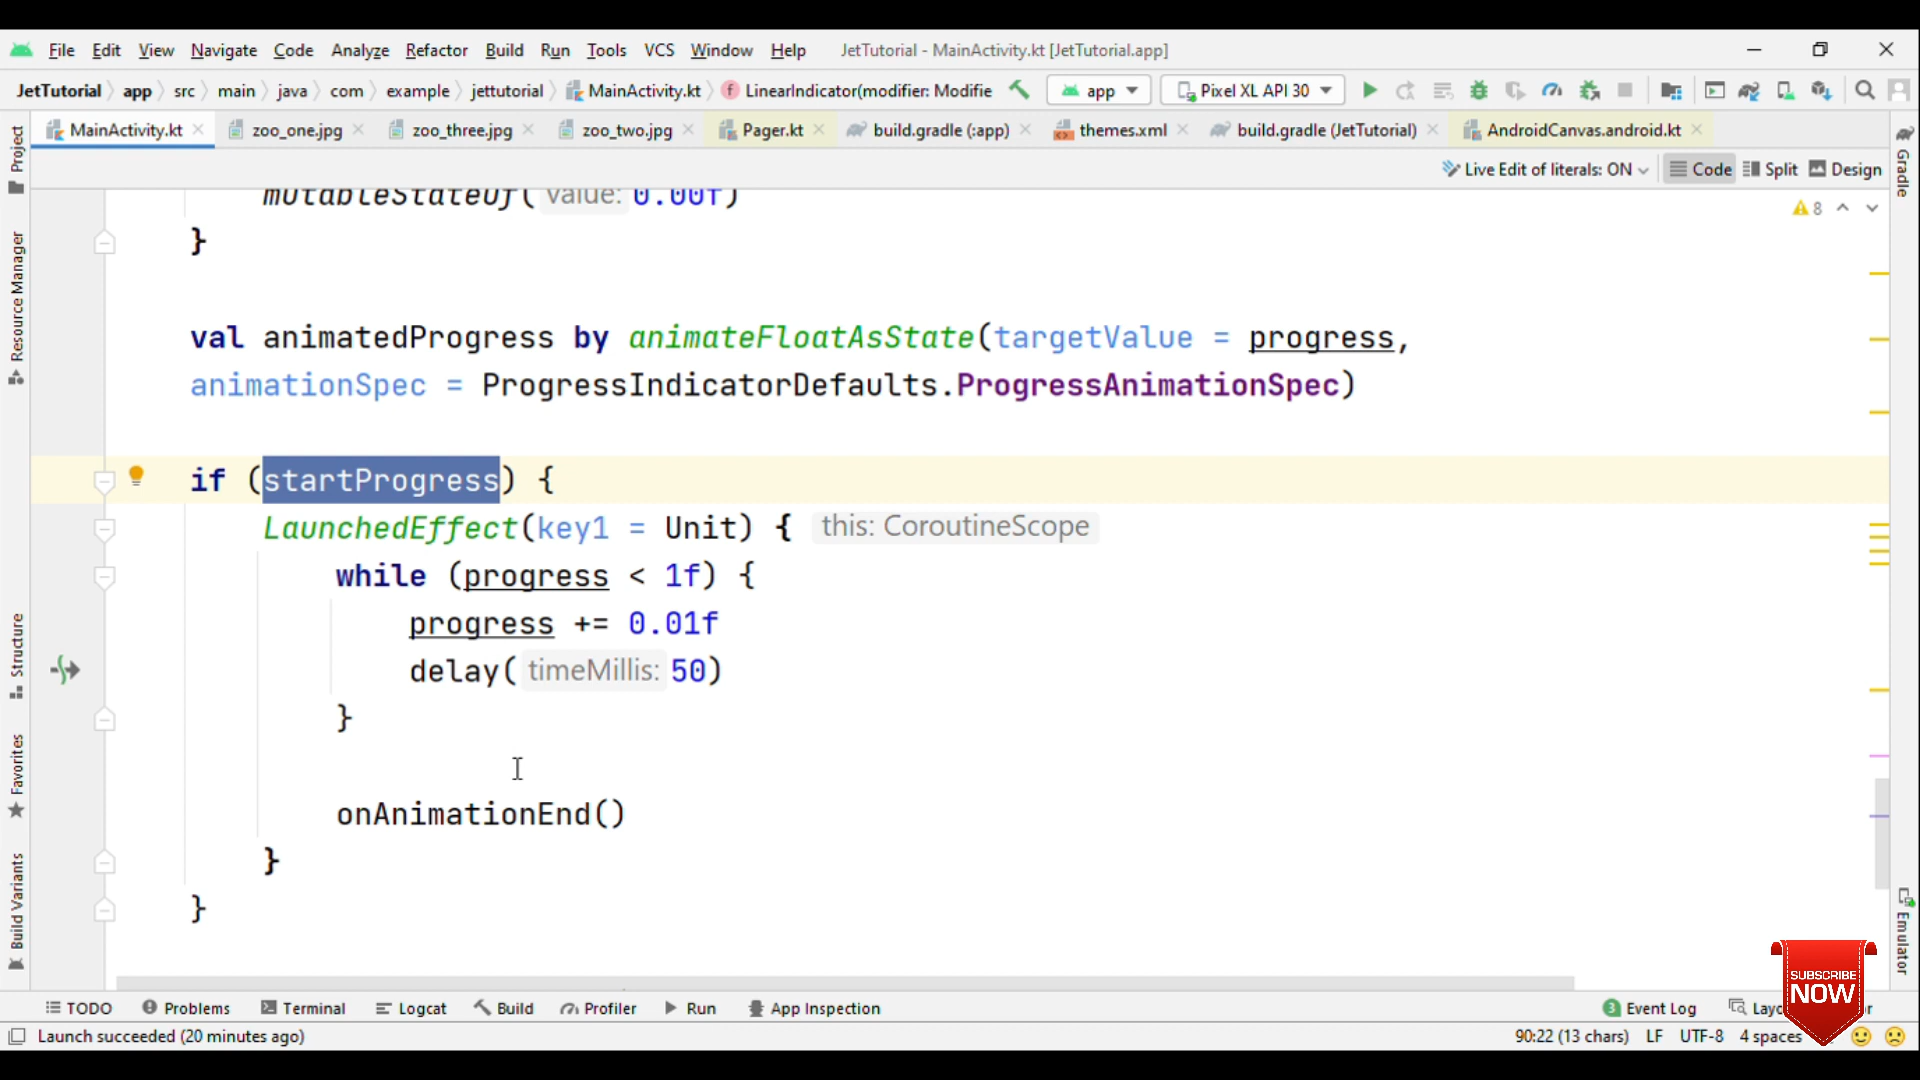 File Edit View Navigate Code Analyze Refactor Build Run Tools VCS Window Help JetTutorial - MainActivity.kt [JetTutorial.app]
JetTutorial app src main java com example jettutorial MainActivity.kt LinearIndicator(modifier: Modifie app Pixel XL API 30
MainActivity.kt zoo_one.jpg zoo_three.jpg zoo_two.jpg Pager.kt build.gradle (:app) themes.xml build.gradle (JetTutorial) AndroidCanvas.android.kt
Live Edit of literals: ON Code Split Design
Project
Resource Manager
Structure
Favorites
Build Variants
Gradle
Emulator
8
mutableStateOf( value: 0.00f)
}
val animatedProgress by animateFloatAsState(targetValue = progress,
animationSpec = ProgressIndicatorDefaults.ProgressAnimationSpec)
if (startProgress) {
LaunchedEffect(key1 = Unit) { this: CoroutineScope
while (progress < 1f) {
progress += 0.01f
delay( timeMillis: 50)
}
onAnimationEnd()
}
}
SUBSCRIBE
NOW
TODO Problems Terminal Logcat Build Profiler Run App Inspection 3 Event Log
Launch succeeded (20 minutes ago) 90:22 (13 chars) LF UTF-8 4 spaces